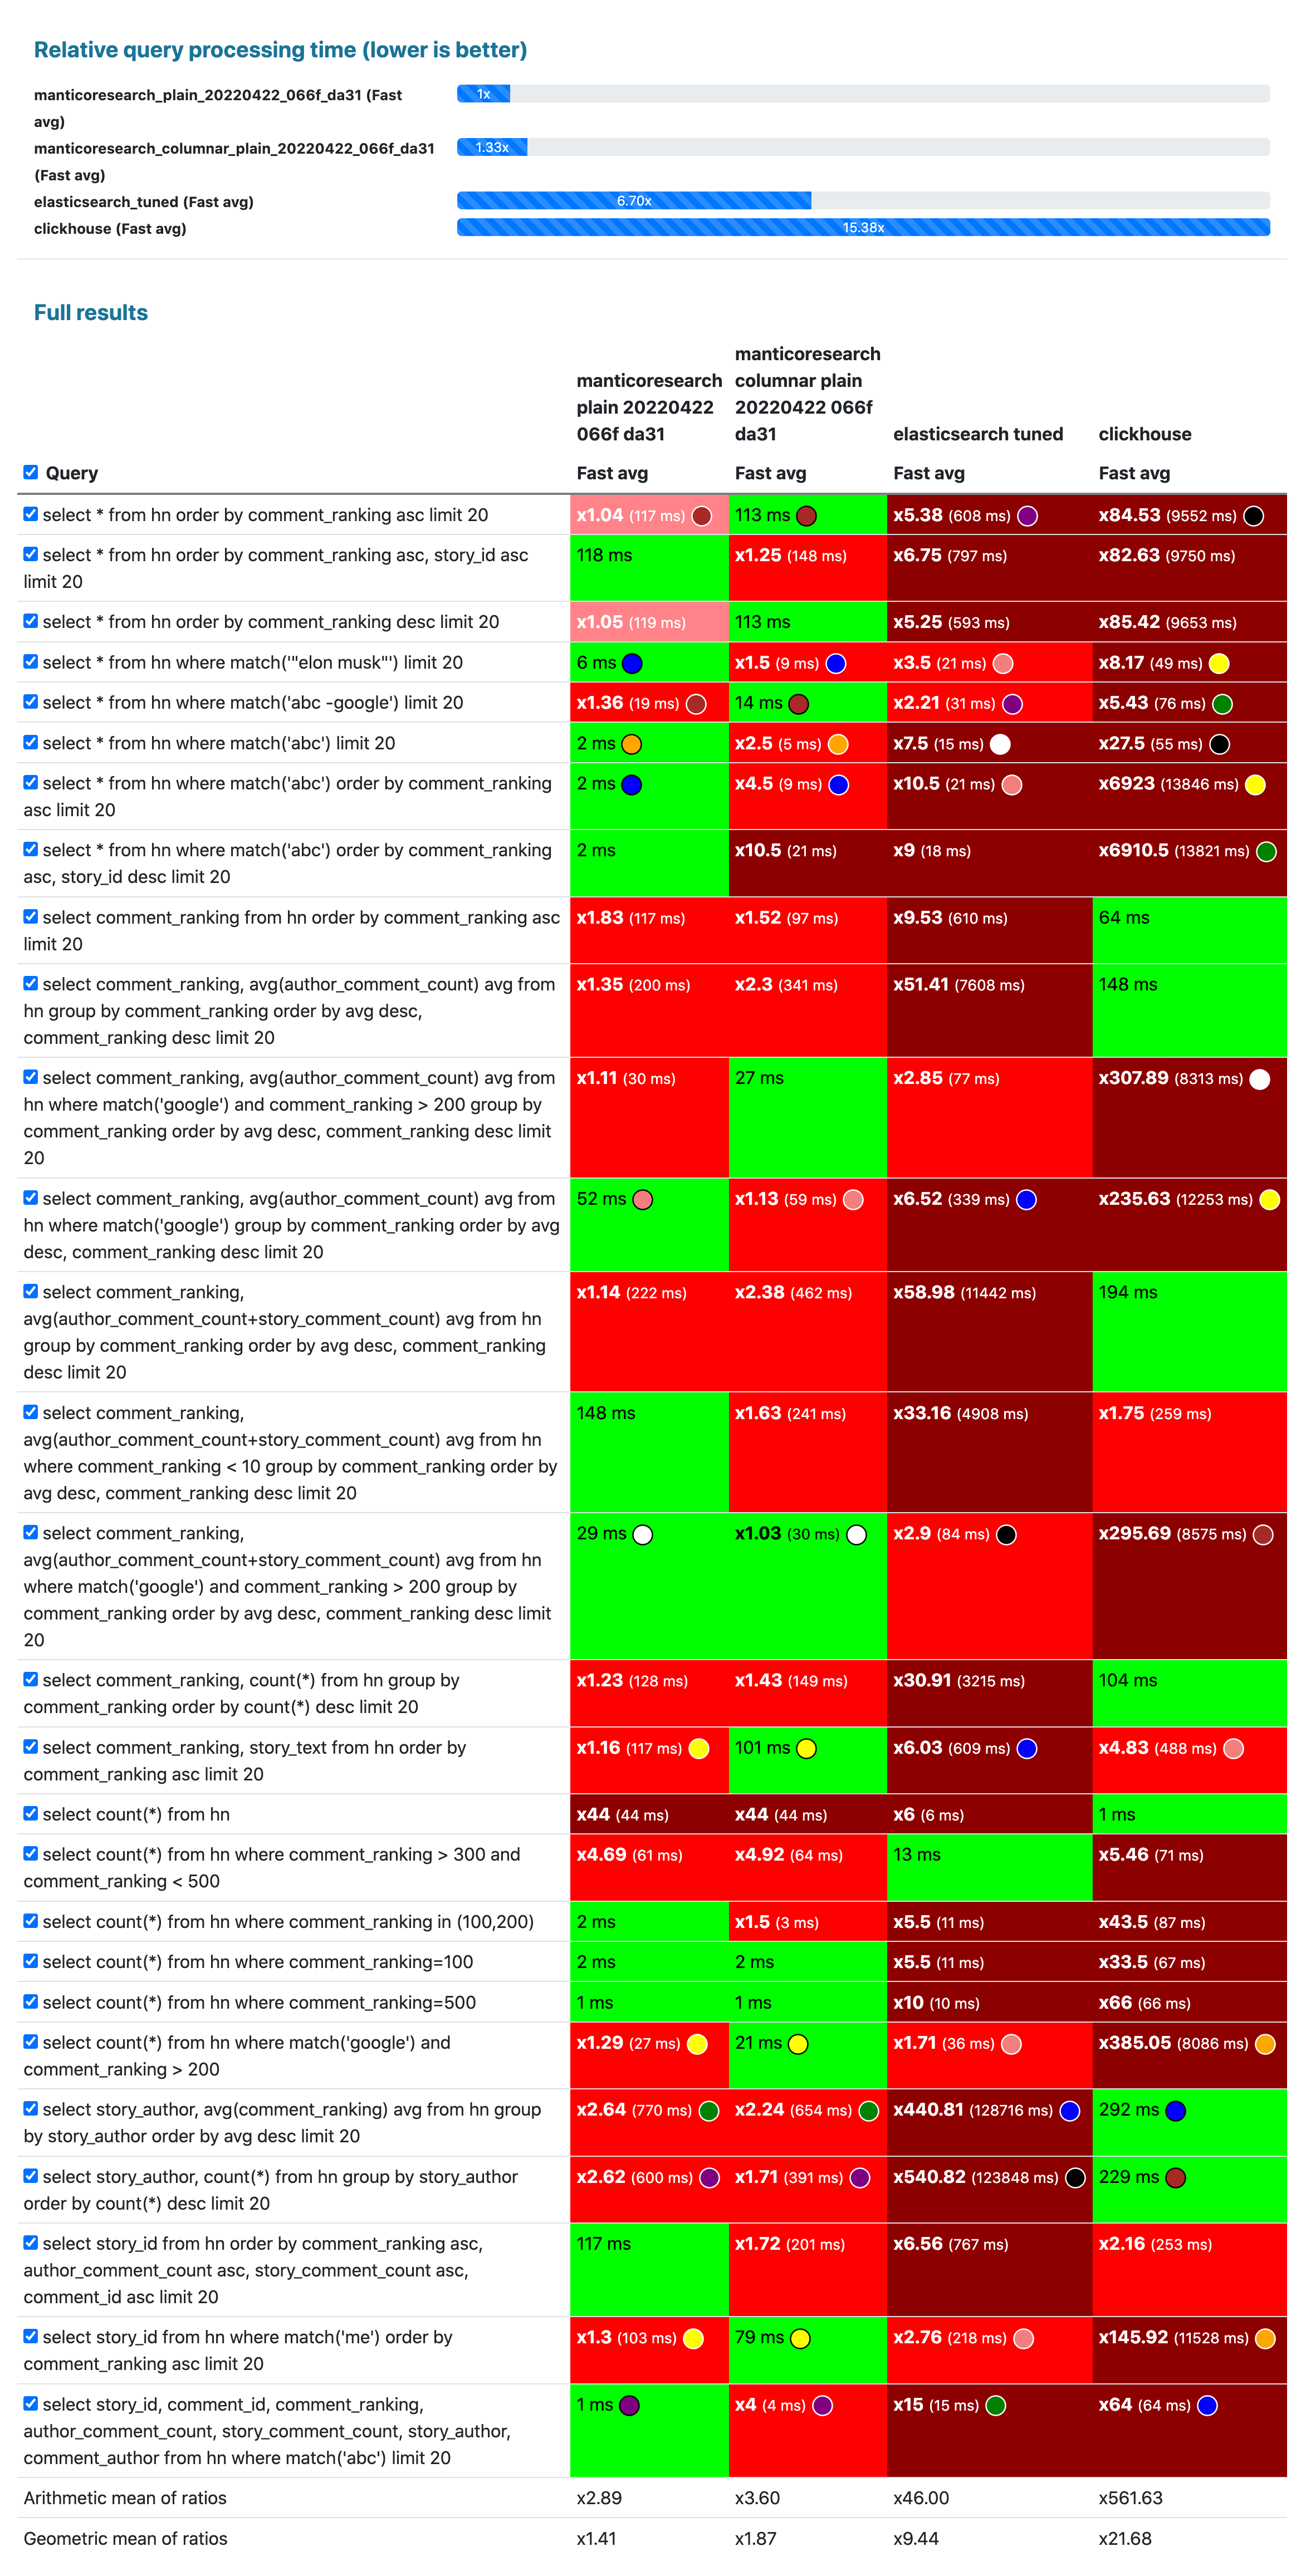 Relative query processing time (lower is better)
manticoresearch_plain_20220422_066f_da31 (Fast
avg)
1x
manticoresearch_columnar_plain_20220422_066f_da31
(Fast avg)
1.33x
elasticsearch_tuned (Fast avg)
6.70x
clickhouse (Fast avg)
15.38x
Full results
manticoresearch
plain 20220422
066f da31
manticoresearch
columnar plain
20220422 066f
da31
elasticsearch tuned
clickhouse
Query Fast avg Fast avg Fast avg Fast avg
select * from hn order by comment_ranking asc limit 20 x1.04 (117 ms) 113 ms x5.38 (608 ms) x84.53 (9552 ms)
select * from hn order by comment_ranking asc, story_id asc 118 ms x1.25 (148 ms) x6.75 (797 ms) x82.63 (9750 ms)
limit 20
select * from hn order by comment_ranking desc limit 20 x1.05 (119 ms) 113 ms x5.25 (593 ms) x85.42 (9653 ms)
select * from hn where match('"elon musk"') limit 20 6 ms x1.5 (9 ms) x3.5 (21 ms) x8.17 (49 ms)
select * from hn where match('abc -google') limit 20 x1.36 (19 ms) 14 ms x2.21 (31 ms) x5.43 (76 ms)
select * from hn where match('abc') limit 20 2 ms x2.5 (5 ms) x7.5 (15 ms) x27.5 (55 ms)
select * from hn where match('abc') order by comment_ranking 2 ms x4.5 (9 ms) x10.5 (21 ms) x6923 (13846 ms)
asc limit 20
select * from hn where match('abc') order by comment_ranking 2 ms x10.5 (21 ms) x9 (18 ms) x6910.5 (13821 ms)
asc, story_id desc limit 20
select comment_ranking from hn order by comment_ranking asc x1.83 (117 ms) x1.52 (97 ms) x9.53 (610 ms) 64 ms
limit 20
select comment_ranking, avg(author_comment_count) avg from x1.35 (200 ms) x2.3 (341 ms) x51.41 (7608 ms) 148 ms
hn group by comment_ranking order by avg desc,
comment_ranking desc limit 20
select comment_ranking, avg(author_comment_count) avg from x1.11 (30 ms) 27 ms x2.85 (77 ms) x307.89 (8313 ms)
hn where match('google') and comment_ranking > 200 group by
comment_ranking order by avg desc, comment_ranking desc limit
20
select comment_ranking, avg(author_comment_count) avg from 52 ms x1.13 (59 ms) x6.52 (339 ms) x235.63 (12253 ms)
hn where match('google') group by comment_ranking order by avg
desc, comment_ranking desc limit 20
select comment_ranking, x1.14 (222 ms) x2.38 (462 ms) x58.98 (11442 ms) 194 ms
avg(author_comment_count+story_comment_count) avg from hn
group by comment_ranking order by avg desc, comment_ranking
desc limit 20
select comment_ranking, 148 ms x1.63 (241 ms) x33.16 (4908 ms) x1.75 (259 ms)
avg(author_comment_count+story_comment_count) avg from hn
where comment_ranking < 10 group by comment_ranking order by
avg desc, comment_ranking desc limit 20
select comment_ranking, 29 ms x1.03 (30 ms) x2.9 (84 ms) x295.69 (8575 ms)
avg(author_comment_count+story_comment_count) avg from hn
where match('google') and comment_ranking > 200 group by
comment_ranking order by avg desc, comment_ranking desc limit
20
select comment_ranking, count(*) from hn group by x1.23 (128 ms) x1.43 (149 ms) x30.91 (3215 ms) 104 ms
comment_ranking order by count(*) desc limit 20
select comment_ranking, story_text from hn order by x1.16 (117 ms) 101 ms x6.03 (609 ms) x4.83 (488 ms)
comment_ranking asc limit 20
select count(*) from hn x44 (44 ms) x44 (44 ms) x6 (6 ms) 1 ms
select count(*) from hn where comment_ranking > 300 and x4.69 (61 ms) x4.92 (64 ms) 13 ms x5.46 (71 ms)
comment_ranking < 500
select count(*) from hn where comment_ranking in (100,200) 2 ms x1.5 (3 ms) x5.5 (11 ms) x43.5 (87 ms)
select count(*) from hn where comment_ranking=100 2 ms 2 ms x5.5 (11 ms) x33.5 (67 ms)
select count(*) from hn where comment_ranking=500 1 ms 1 ms x10 (10 ms) x66 (66 ms)
select count(*) from hn where match('google') and x1.29 (27 ms) 21 ms x1.71 (36 ms) x385.05 (8086 ms)
comment_ranking > 200
select story_author, avg(comment_ranking) avg from hn group x2.64 (770 ms) x2.24 (654 ms) x440.81 (128716 ms) 292 ms
by story_author order by avg desc limit 20
select story_author, count(*) from hn group by story_author x2.62 (600 ms) x1.71 (391 ms) x540.82 (123848 ms) 229 ms
order by count(*) desc limit 20
select story_id from hn order by comment_ranking asc, 117 ms x1.72 (201 ms) x6.56 (767 ms) x2.16 (253 ms)
author_comment_count asc, story_comment_count asc,
comment_id asc limit 20
select story_id from hn where match('me') order by x1.3 (103 ms) 79 ms x2.76 (218 ms) x145.92 (11528 ms)
comment_ranking asc limit 20
select story_id, comment_id, comment_ranking, 1 ms x4 (4 ms) x15 (15 ms) x64 (64 ms)
author_comment_count, story_comment_count, story_author,
comment_author from hn where match('abc') limit 20
Arithmetic mean of ratios x2.89 x3.60 x46.00 x561.63
Geometric mean of ratios x1.41 x1.87 x9.44 x21.68